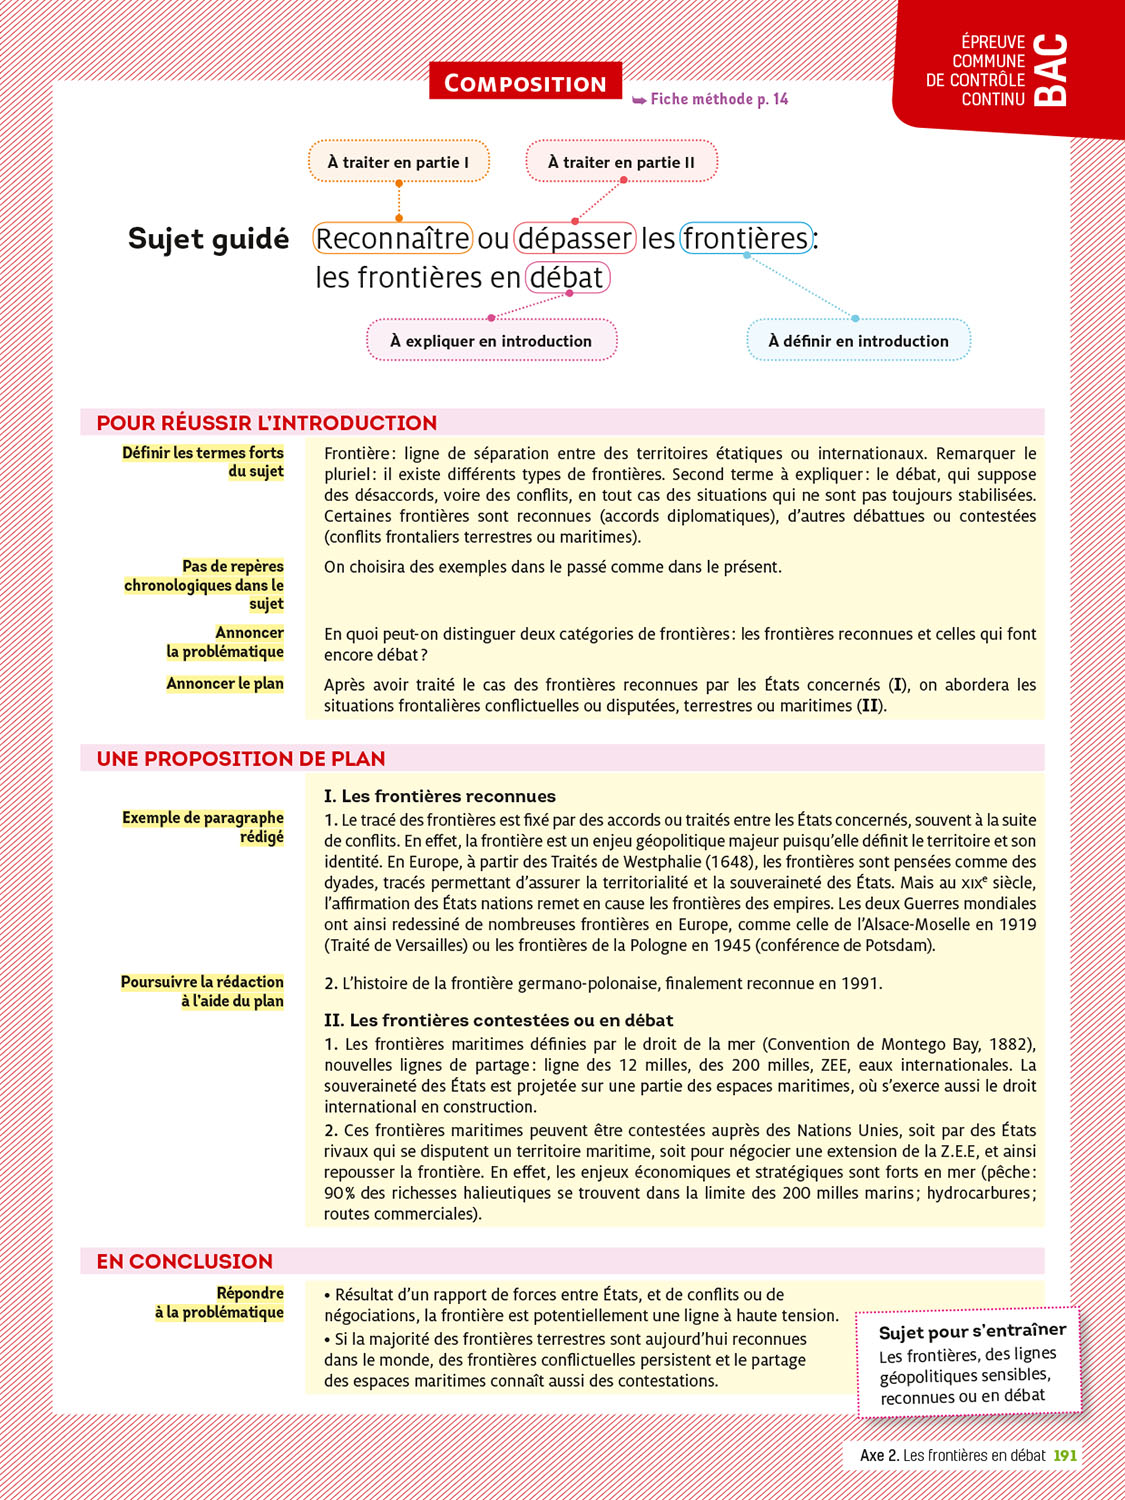 ÉPREUVE
COMMUNE
DE CONTRÔLE
CONTINU
BAC
COMPOSITION
➥ Fiche méthode p. 14
À traiter en partie I
À traiter en partie II
Sujet guidé
Reconnaître ou dépasser les frontières :
les frontières en débat
À expliquer en introduction
À définir en introduction
POUR RÉUSSIR L'INTRODUCTION
Définir les termes forts
du sujet
Frontière : ligne de séparation entre des territoires étatiques ou internationaux. Remarquer le
pluriel : il existe différents types de frontières. Second terme à expliquer : le débat, qui suppose
des désaccords, voire des conflits, en tout cas des situations qui ne sont pas toujours stabilisées.
Certaines frontières sont reconnues (accords diplomatiques), d'autres débattues ou contestées
(conflits frontaliers terrestres ou maritimes).
Pas de repères
chronologiques dans le
sujet
On choisira des exemples dans le passé comme dans le présent.
Annoncer
la problématique
En quoi peut-on distinguer deux catégories de frontières : les frontières reconnues et celles qui font
encore débat ?
Annoncer le plan
Après avoir traité le cas des frontières reconnues par les États concernés (I), on abordera les
situations frontalières conflictuelles ou disputées, terrestres ou maritimes (II).
UNE PROPOSITION DE PLAN
I. Les frontières reconnues
Exemple de paragraphe
rédigé
1. Le tracé des frontières est fixé par des accords ou traités entre les États concernés, souvent à la suite
de conflits. En effet, la frontière est un enjeu géopolitique majeur puisqu'elle définit le territoire et son
identité. En Europe, à partir des Traités de Westphalie (1648), les frontières sont pensées comme des
dyades, tracés permettant d'assurer la territorialité et la souveraineté des États. Mais au XIXe siècle,
l'affirmation des États nations remet en cause les frontières des empires. Les deux Guerres mondiales
ont ainsi redessiné de nombreuses frontières en Europe, comme celle de l'Alsace-Moselle en 1919
(Traité de Versailles) ou les frontières de la Pologne en 1945 (conférence de Potsdam).
Poursuivre la rédaction
à l'aide du plan
2. L'histoire de la frontière germano-polonaise, finalement reconnue en 1991.
II. Les frontières contestées ou en débat
1. Les frontières maritimes définies par le droit de la mer (Convention de Montego Bay, 1882),
nouvelles lignes de partage : ligne des 12 milles, des 200 milles, ZEE, eaux internationales. La
souveraineté des États est projetée sur une partie des espaces maritimes, où s'exerce aussi le droit
international en construction.
2. Ces frontières maritimes peuvent être contestées auprès des Nations Unies, soit par des États
rivaux qui se disputent un territoire maritime, soit pour négocier une extension de la Z.E.E, et ainsi
repousser la frontière. En effet, les enjeux économiques et stratégiques sont forts en mer (pêche :
90 % des richesses halieutiques se trouvent dans la limite des 200 milles marins ; hydrocarbures ;
routes commerciales).
EN CONCLUSION
Répondre
à la problématique
• Résultat d'un rapport de forces entre États, et de conflits ou de
négociations, la frontière est potentiellement une ligne à haute tension.
• Si la majorité des frontières terrestres sont aujourd'hui reconnues
dans le monde, des frontières conflictuelles persistent et le partage
des espaces maritimes connaît aussi des contestations.
Sujet pour s'entraîner
Les frontières, des lignes
géopolitiques sensibles,
reconnues ou en débat
Axe 2. Les frontières en débat 191